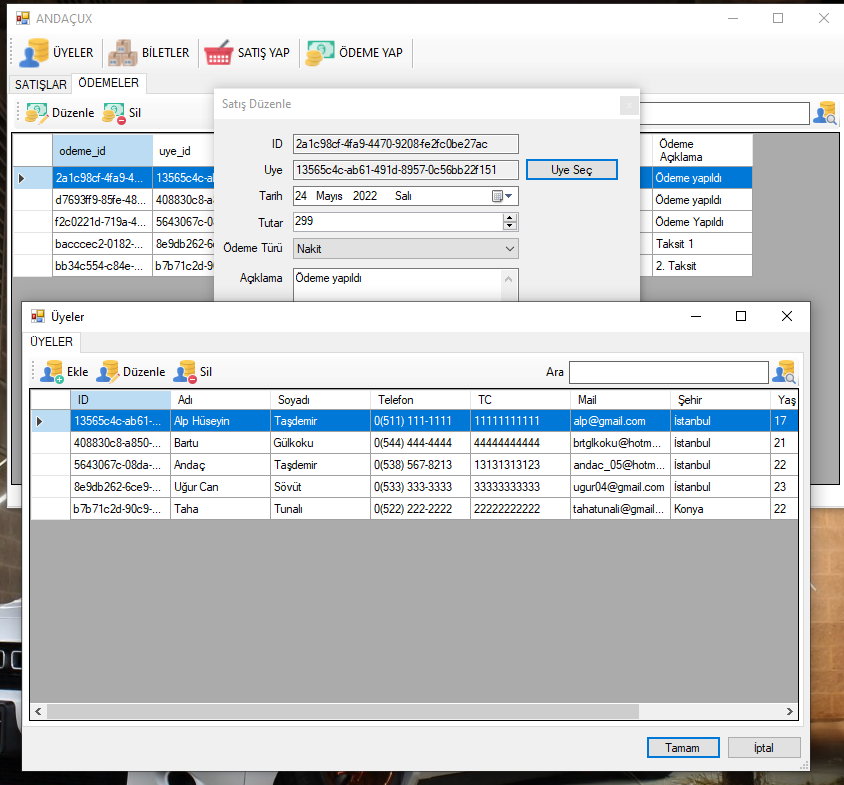 ANDAÇUX
ÜYELER BİLETLER SATIŞ YAP ÖDEME YAP
SATIŞLAR ÖDEMELER
Düzenle Sil
odeme_id uye_id Ödeme Açıklama
2a1c98cf-4fa9-4... 13565c4c-ab Ödeme yapıldı
d7693ff9-85fe-48... 408830c8-a Ödeme yapıldı
f2c0221d-719a-4... 5643067c-0 Ödeme Yapıldı
bacccec2-0182-... 8e9db262-6 Taksit 1
bb34c554-c84e-... b7b71c2d-9 2. Taksit
Satış Düzenle
ID 2a1c98cf-4fa9-4470-9208-fe2fc0be27ac
Uye 13565c4c-ab61-491d-8957-0c56bb22f151 Uye Seç
Tarih 24 Mayıs 2022 Salı
Tutar 299
Ödeme Türü Nakit
Açıklama Ödeme yapıldı
Üyeler
ÜYELER
Ekle Düzenle Sil Ara
ID Adı Soyadı Telefon TC Mail Şehir Yaş
13565c4c-ab61-... Alp Hüseyin Taşdemir 0(511) 111-1111 11111111111 alp@gmail.com İstanbul 17
408830c8-a850-... Bartu Gülkoku 0(544) 444-4444 44444444444 brtglkoku@hotm... İstanbul 21
5643067c-08da-... Andaç Taşdemir 0(538) 567-8213 13131313123 andac_05@hotm... İstanbul 22
8e9db262-6ce9-... Uğur Can Sövüt 0(533) 333-3333 33333333333 ugur04@gmail.com İstanbul 23
b7b71c2d-90c9-... Taha Tunalı 0(522) 222-2222 22222222222 tahatunali@gmail... Konya 22
Tamam İptal